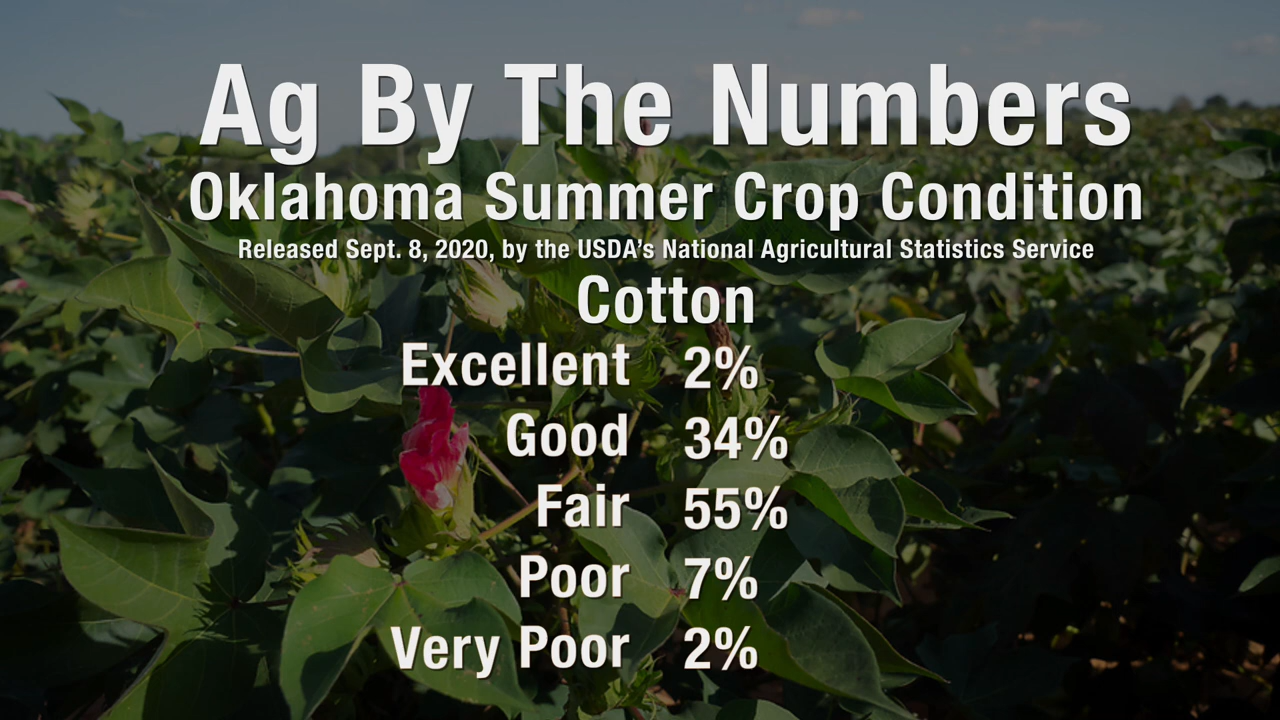 Ag By The Numbers
Oklahoma Summer Crop Condition
Released Sept. 8, 2020, by the USDA’s National Agricultural Statistics Service
Cotton
Excellent 2%
Good 34%
Fair 55%
Poor 7%
Very Poor 2%